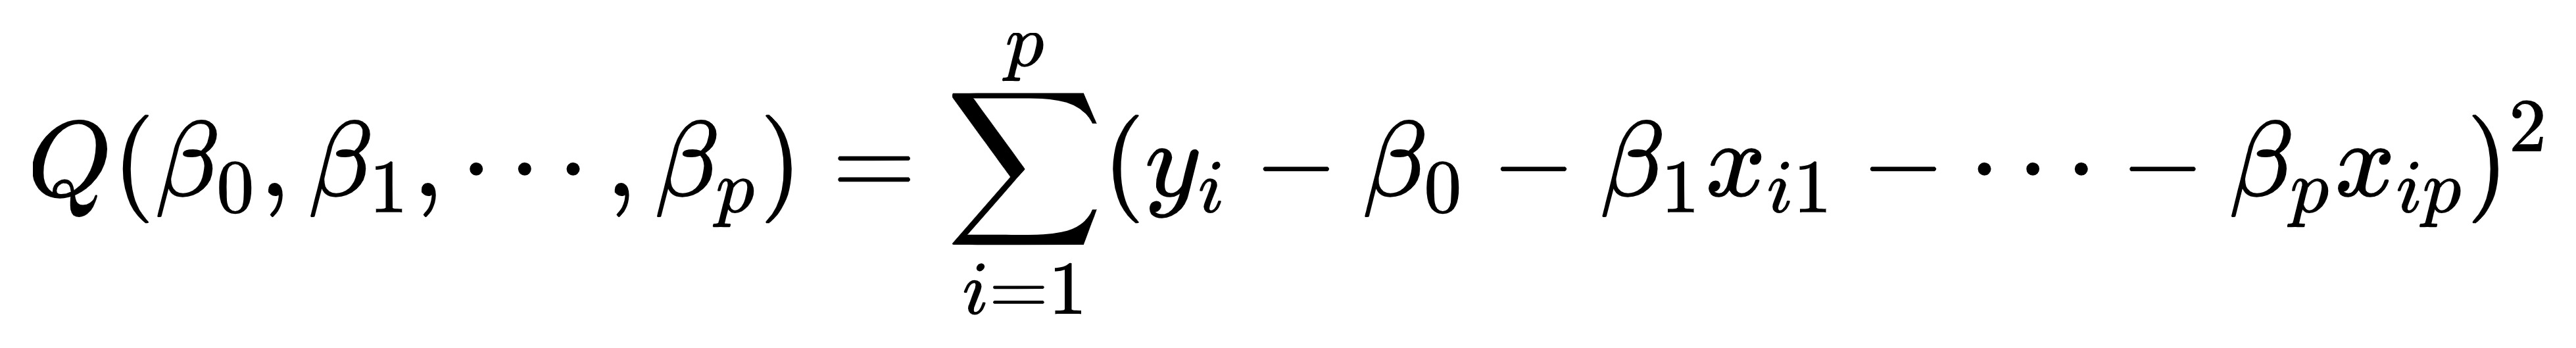 Q(β₀, β₁, ⋯, βₚ) = ∑ᵢ₌₁ᵖ (yᵢ − β₀ − β₁xᵢ₁ − ⋯ − βₚxᵢₚ)²